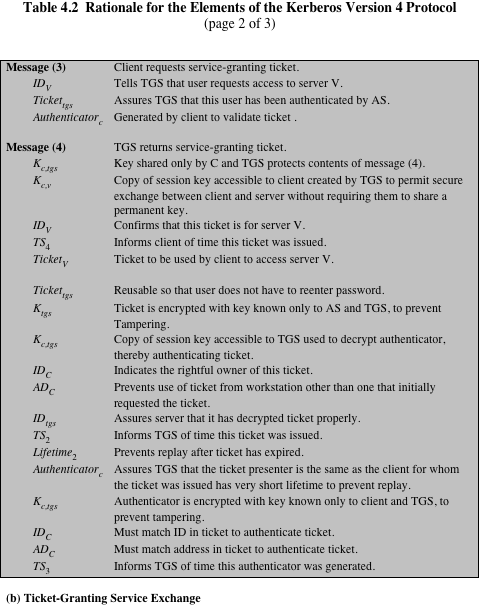 Table 4.2 Rationale for the Elements of the Kerberos Version 4 Protocol
(page 2 of 3)
Message (3) Client requests service-granting ticket.
ID_V Tells TGS that user requests access to server V.
Ticket_tgs Assures TGS that this user has been authenticated by AS.
Authenticator_c Generated by client to validate ticket .
Message (4) TGS returns service-granting ticket.
K_c,tgs Key shared only by C and TGS protects contents of message (4).
K_c,v Copy of session key accessible to client created by TGS to permit secure
exchange between client and server without requiring them to share a
permanent key.
ID_V Confirms that this ticket is for server V.
TS_4 Informs client of time this ticket was issued.
Ticket_V Ticket to be used by client to access server V.
Ticket_tgs Reusable so that user does not have to reenter password.
K_tgs Ticket is encrypted with key known only to AS and TGS, to prevent
Tampering.
K_c,tgs Copy of session key accessible to TGS used to decrypt authenticator,
thereby authenticating ticket.
ID_C Indicates the rightful owner of this ticket.
AD_C Prevents use of ticket from workstation other than one that initially
requested the ticket.
ID_tgs Assures server that it has decrypted ticket properly.
TS_2 Informs TGS of time this ticket was issued.
Lifetime_2 Prevents replay after ticket has expired.
Authenticator_c Assures TGS that the ticket presenter is the same as the client for whom
the ticket was issued has very short lifetime to prevent replay.
K_c,tgs Authenticator is encrypted with key known only to client and TGS, to
prevent tampering.
ID_C Must match ID in ticket to authenticate ticket.
AD_C Must match address in ticket to authenticate ticket.
TS_3 Informs TGS of time this authenticator was generated.
(b) Ticket-Granting Service Exchange